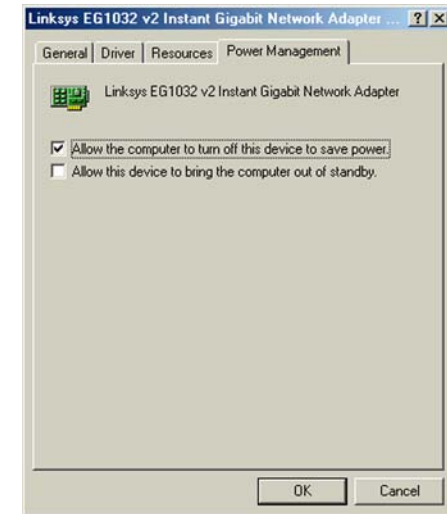 Linksys EG1032 v2 Instant Gigabit Network Adapter ...
General Driver Resources Power Management
Linksys EG1032 v2 Instant Gigabit Network Adapter
Allow the computer to turn off this device to save power.
Allow this device to bring the computer out of standby.
OK Cancel